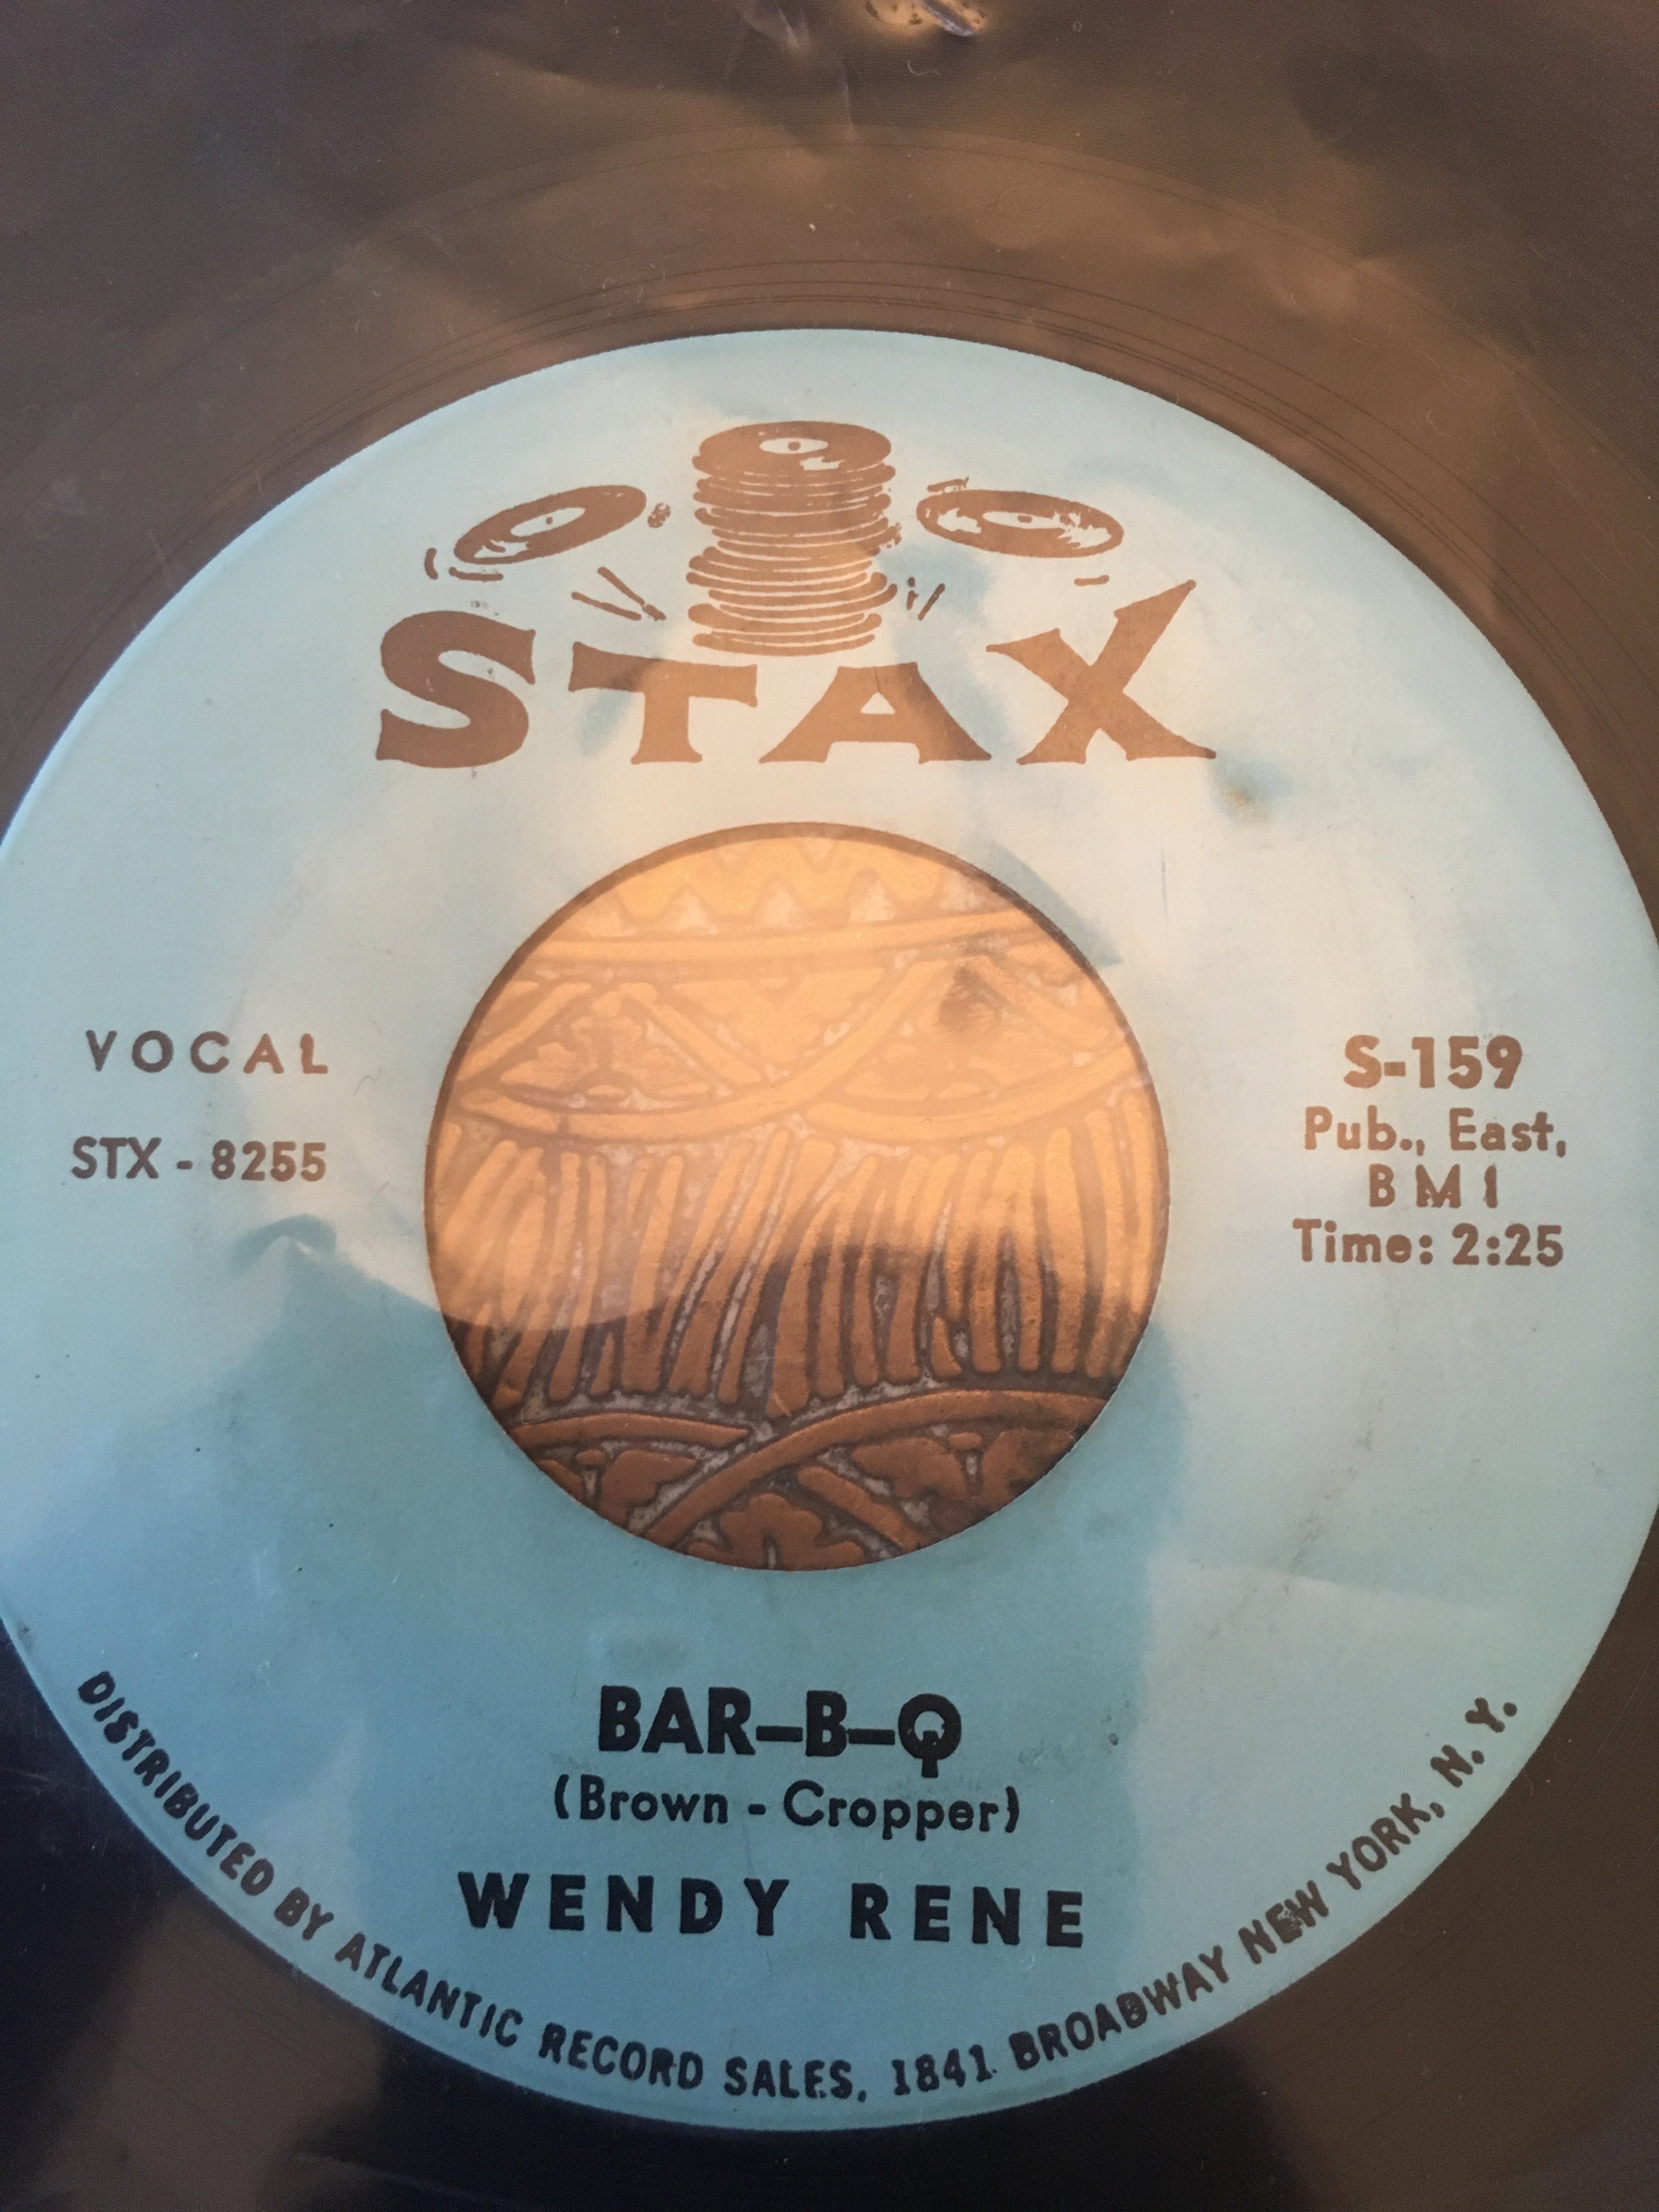 STAX
VOCAL
STX - 8255
S-159
Pub., East,
BMI
Time: 2:25
BAR-B-Q
(Brown - Cropper)
WENDY RENE
DISTRIBUTED BY ATLANTIC RECORD SALES, 1841 BROADWAY NEW YORK, N. Y.